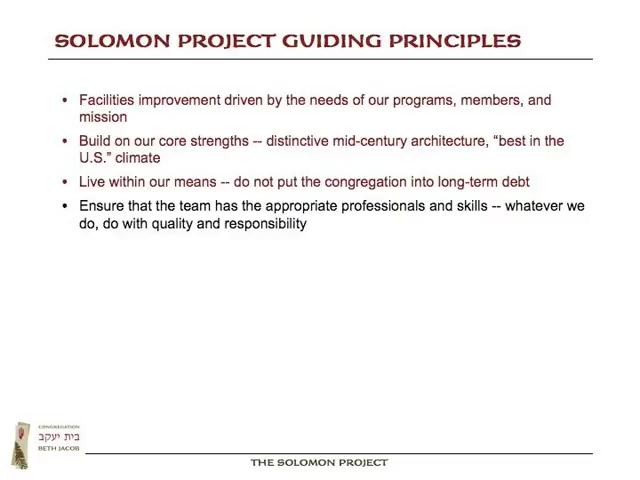 SOLOMON PROJECT GUIDING PRINCIPLES
• Facilities improvement driven by the needs of our programs, members, and
mission
• Build on our core strengths -- distinctive mid-century architecture, “best in the
U.S.” climate
• Live within our means -- do not put the congregation into long-term debt
• Ensure that the team has the appropriate professionals and skills -- whatever we
do, do with quality and responsibility
CONGREGATION
בית יעקב
BETH JACOB
THE SOLOMON PROJECT